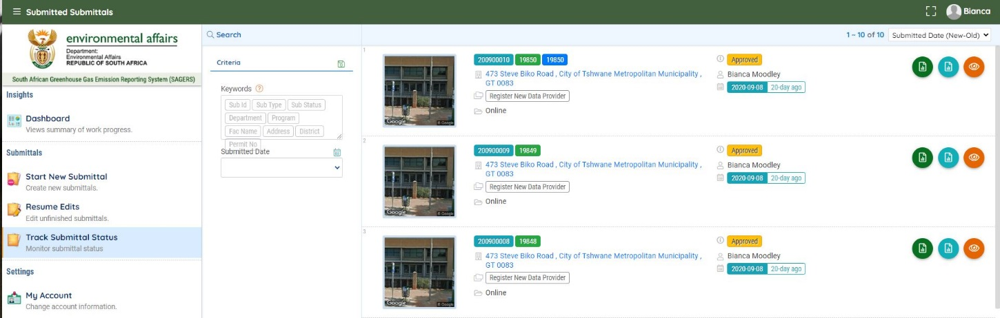 Submitted Submittals
Bianca
environmental affairs
Department:
Environmental Affairs
REPUBLIC OF SOUTH AFRICA
South African Greenhouse Gas Emission Reporting System (SAGERS)
Insights
Dashboard
Views summary of work progress.
Submittals
Start New Submittal
Create new submittals.
Resume Edits
Edit unfinished submittals.
Track Submittal Status
Monitor submittal status
Settings
My Account
Change account information.
Search
Criteria
Keywords ?
Sub Id Sub Type Sub Status
Department Program
Fac Name Address District
Permit No
Submitted Date
1 – 10 of 10 Submitted Date (New-Old)
1
Google © Google
200900010 19850 19850
473 Steve Biko Road , City of Tshwane Metropolitan Municipality ,
GT 0083
Register New Data Provider
Online
Approved
Bianca Moodley
2020-09-08 20-day ago
2
Google © Google
200900009 19849
473 Steve Biko Road , City of Tshwane Metropolitan Municipality ,
GT 0083
Register New Data Provider
Online
Approved
Bianca Moodley
2020-09-08 20-day ago
3
Google © Google
200900008 19848
473 Steve Biko Road , City of Tshwane Metropolitan Municipality ,
GT 0083
Register New Data Provider
Online
Approved
Bianca Moodley
2020-09-08 20-day ago